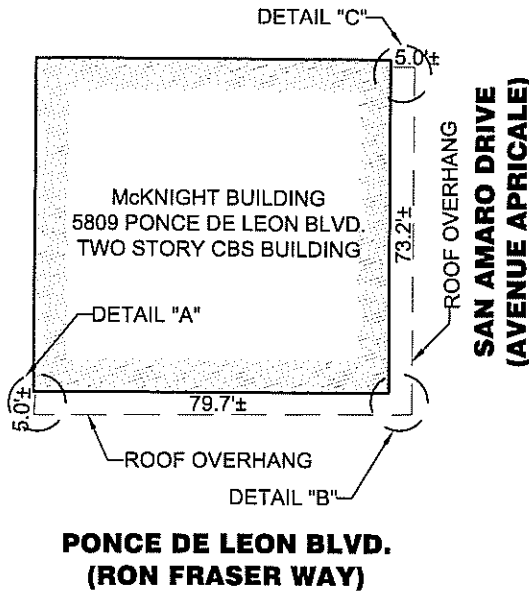 DETAIL "C"
5.0'±
McKNIGHT BUILDING
5809 PONCE DE LEON BLVD.
TWO STORY CBS BUILDING
73.2'±
ROOF OVERHANG
SAN AMARO DRIVE
(AVENUE APRICALE)
DETAIL "A"
5.0'±
79.7'±
ROOF OVERHANG
DETAIL "B"
PONCE DE LEON BLVD.
(RON FRASER WAY)